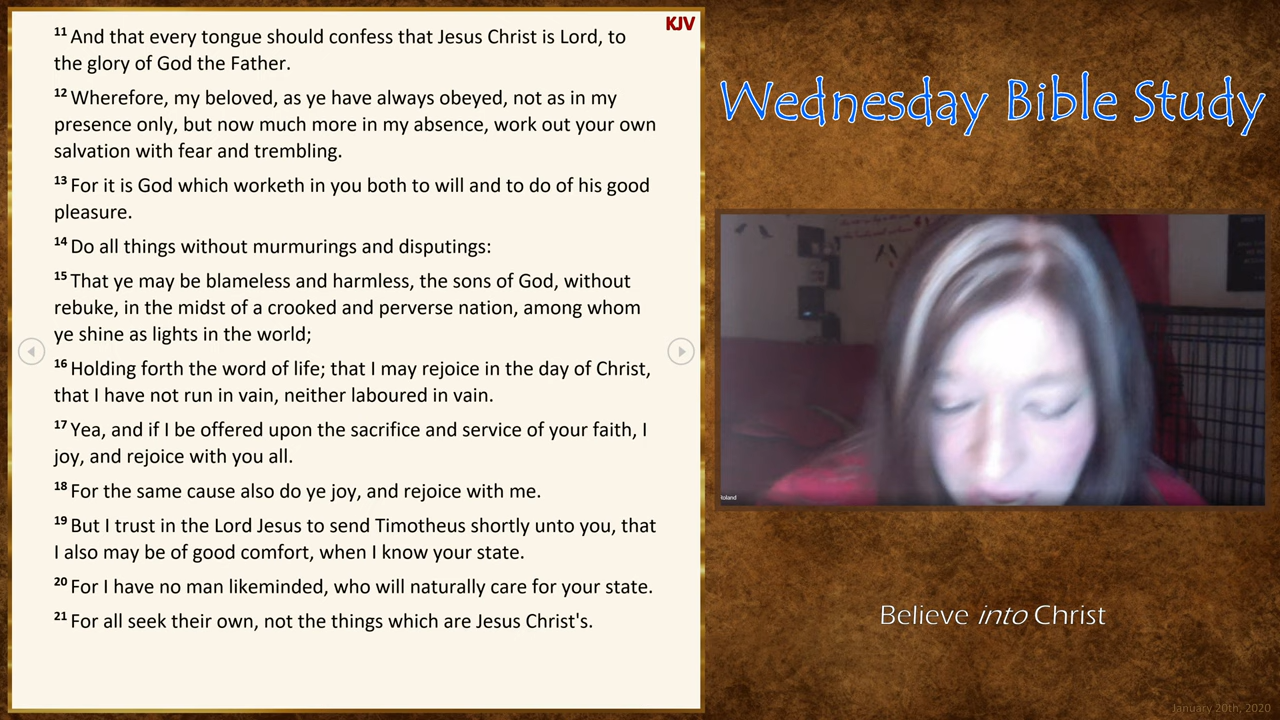 KJV
11 And that every tongue should confess that Jesus Christ is Lord, to
the glory of God the Father.
12 Wherefore, my beloved, as ye have always obeyed, not as in my
presence only, but now much more in my absence, work out your own
salvation with fear and trembling.
13 For it is God which worketh in you both to will and to do of his good
pleasure.
14 Do all things without murmurings and disputings:
15 That ye may be blameless and harmless, the sons of God, without
rebuke, in the midst of a crooked and perverse nation, among whom
ye shine as lights in the world;
16 Holding forth the word of life; that I may rejoice in the day of Christ,
that I have not run in vain, neither laboured in vain.
17 Yea, and if I be offered upon the sacrifice and service of your faith, I
joy, and rejoice with you all.
18 For the same cause also do ye joy, and rejoice with me.
19 But I trust in the Lord Jesus to send Timotheus shortly unto you, that
I also may be of good comfort, when I know your state.
20 For I have no man likeminded, who will naturally care for your state.
21 For all seek their own, not the things which are Jesus Christ's.
Wednesday Bible Study
Believe into Christ
January 20th, 2020